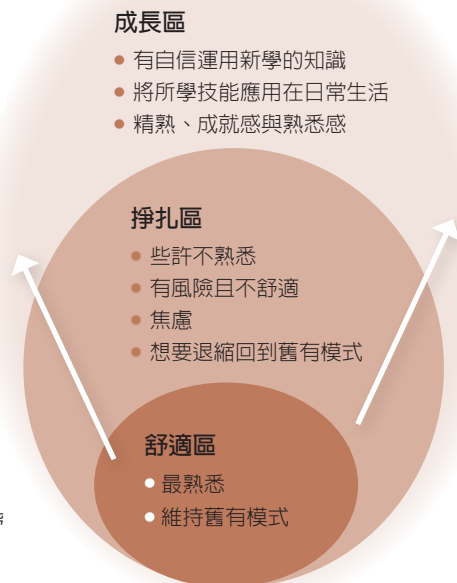 成長區
• 有自信運用新學的知識
• 將所學技能應用在日常生活
• 精熟、成就感與熟悉感
掙扎區
• 些許不熟悉
• 有風險且不舒適
• 焦慮
• 想要退縮回到舊有模式
舒適區
• 最熟悉
• 維持舊有模式